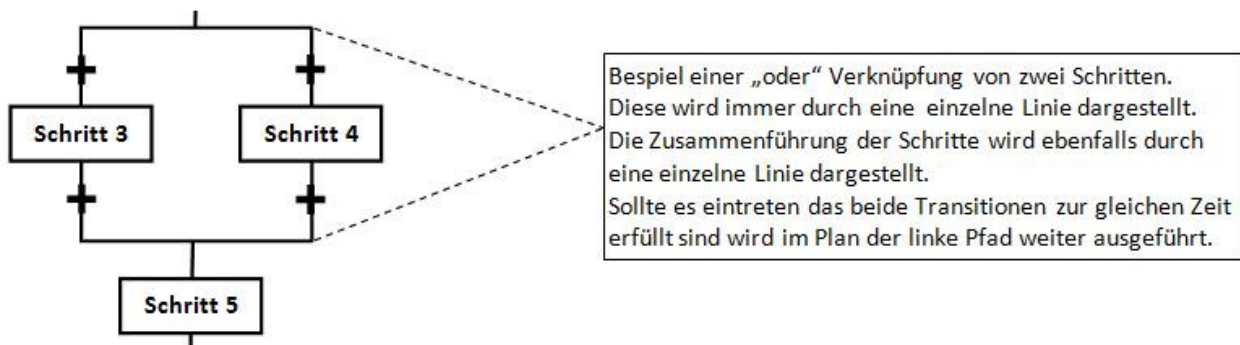 Schritt 3
Schritt 4
Schritt 5
Bespiel einer „oder“ Verknüpfung von zwei Schritten.
Diese wird immer durch eine einzelne Linie dargestellt.
Die Zusammenführung der Schritte wird ebenfalls durch
eine einzelne Linie dargestellt.
Sollte es eintreten das beide Transitionen zur gleichen Zeit
erfüllt sind wird im Plan der linke Pfad weiter ausgeführt.